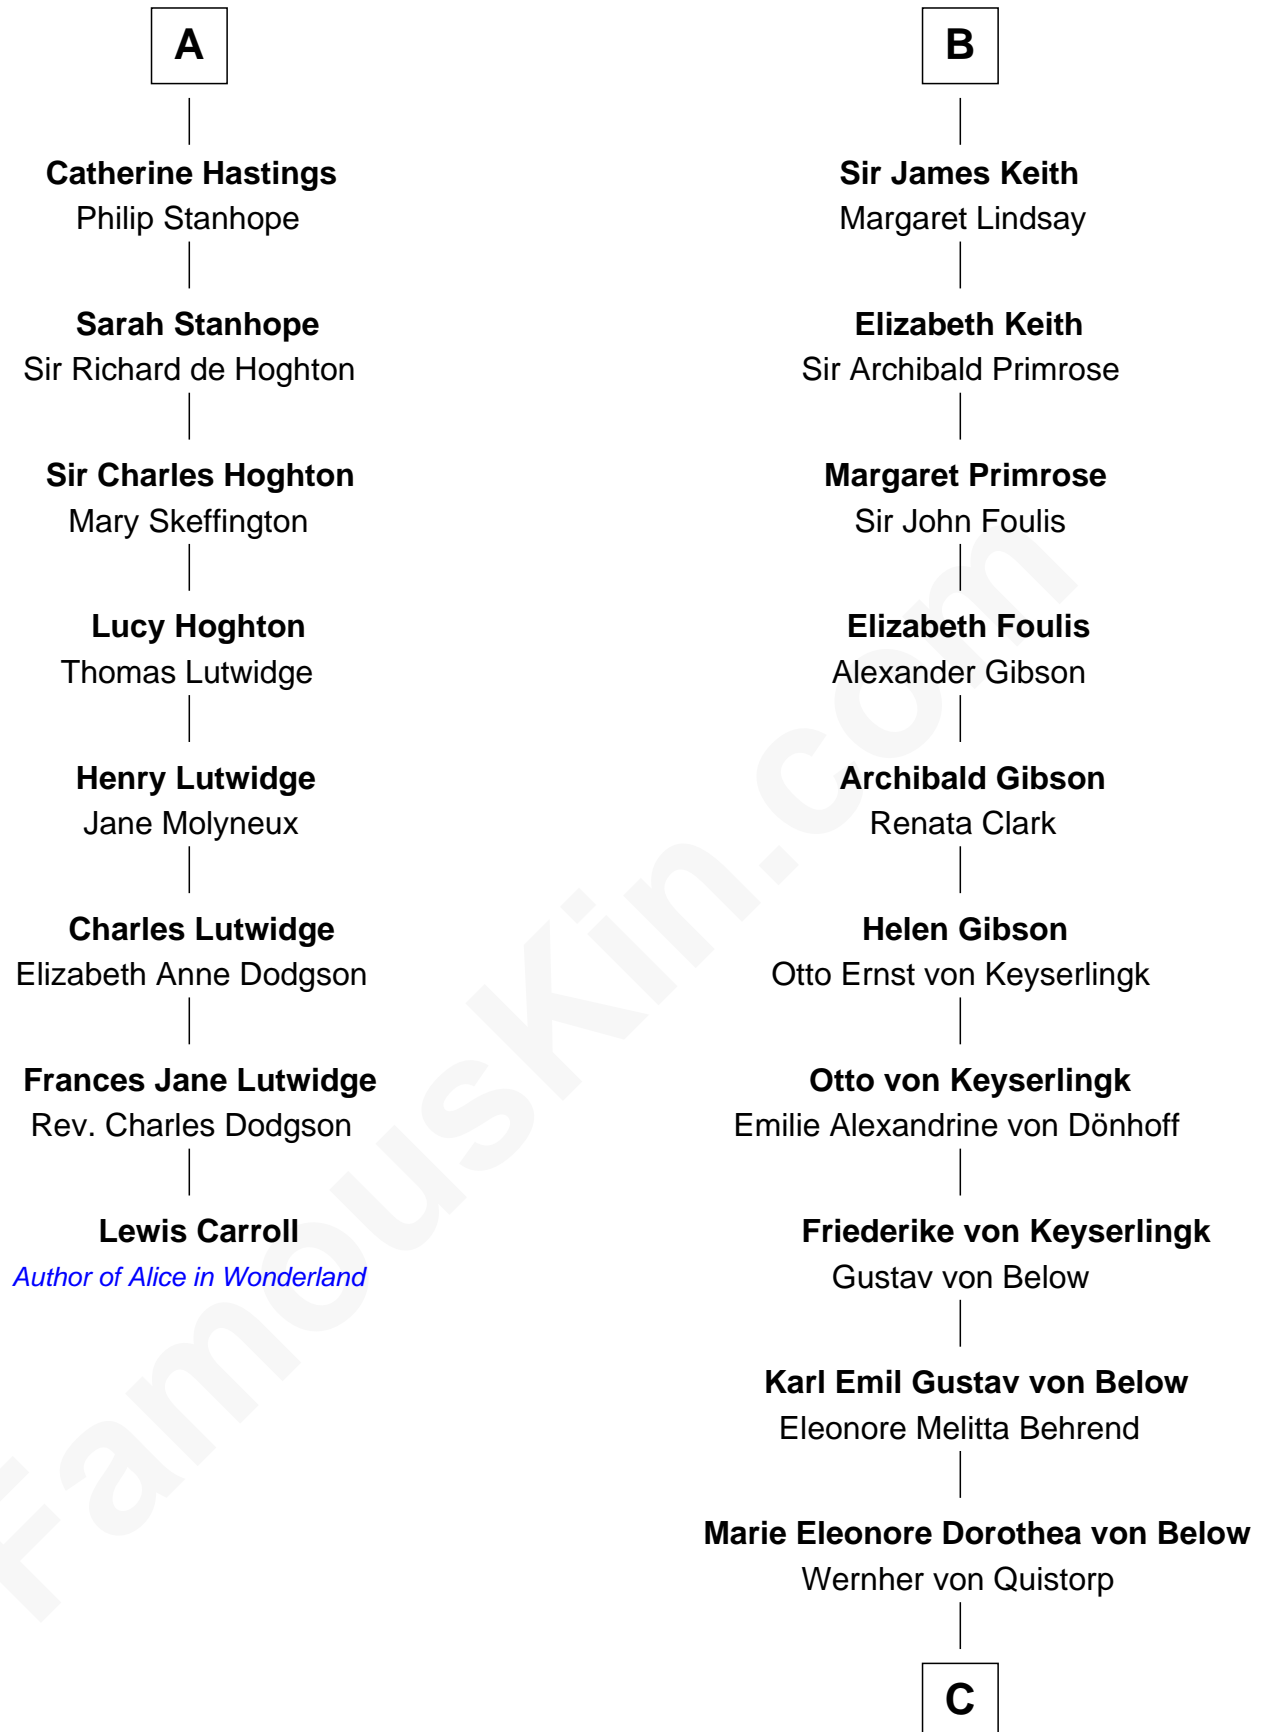 A
Catherine Hastings
Philip Stanhope
Sarah Stanhope
Sir Richard de Hoghton
Sir Charles Hoghton
Mary Skeffington
Lucy Hoghton
Thomas Lutwidge
Henry Lutwidge
Jane Molyneux
Charles Lutwidge
Elizabeth Anne Dodgson
Frances Jane Lutwidge
Rev. Charles Dodgson
Lewis Carroll
Author of Alice in Wonderland
B
Sir James Keith
Margaret Lindsay
Elizabeth Keith
Sir Archibald Primrose
Margaret Primrose
Sir John Foulis
Elizabeth Foulis
Alexander Gibson
Archibald Gibson
Renata Clark
Helen Gibson
Otto Ernst von Keyserlingk
Otto von Keyserlingk
Emilie Alexandrine von Dönhoff
Friederike von Keyserlingk
Gustav von Below
Karl Emil Gustav von Below
Eleonore Melitta Behrend
Marie Eleonore Dorothea von Below
Wernher von Quistorp
C
FamousKin.com